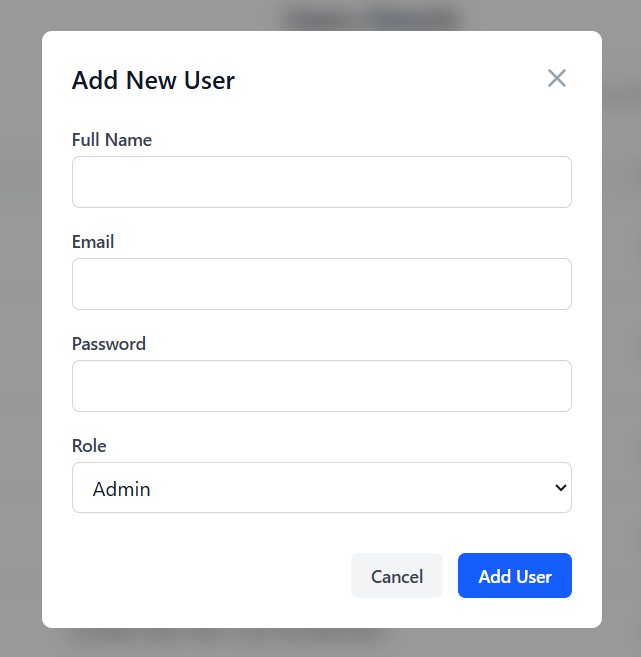 Add New User
Full Name
Email
Password
Role
Admin
Cancel
Add User